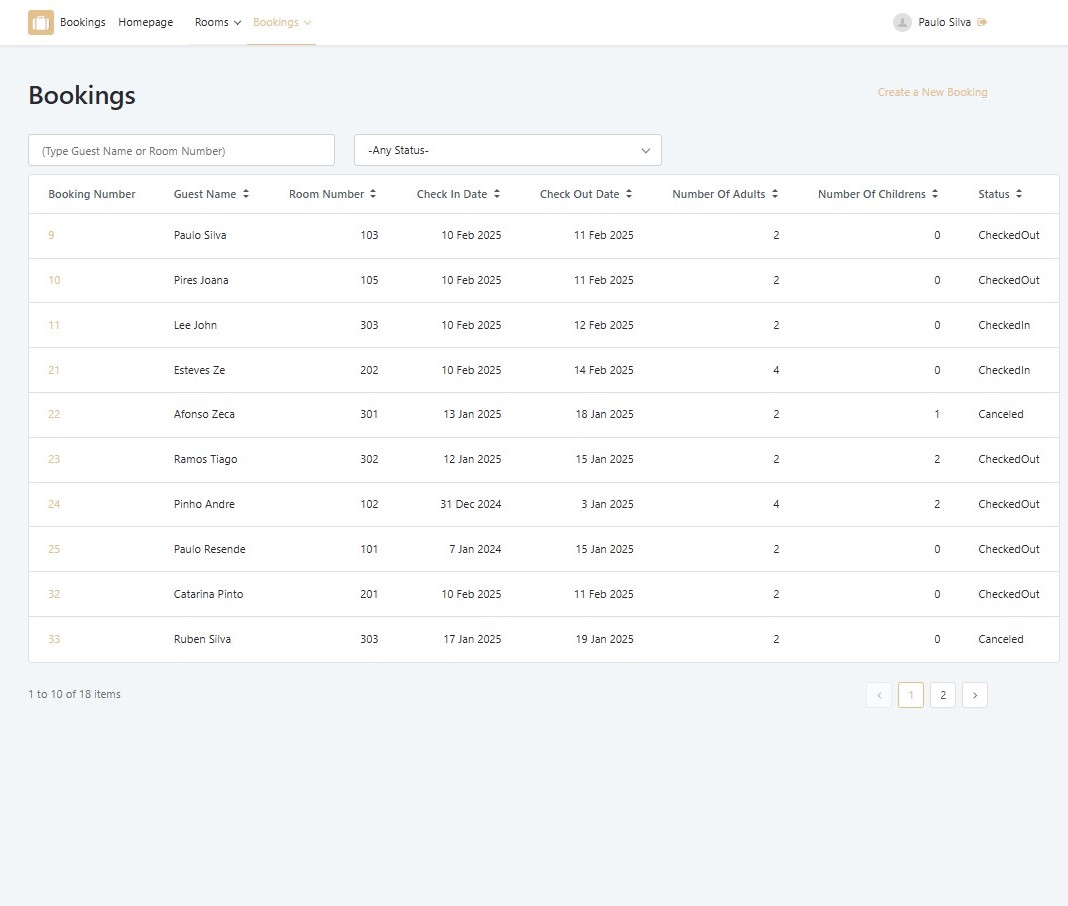 Bookings Homepage Rooms Bookings Paulo Silva
Bookings
Create a New Booking
(Type Guest Name or Room Number) -Any Status-
Booking Number Guest Name Room Number Check In Date Check Out Date Number Of Adults Number Of Childrens Status
9 Paulo Silva 103 10 Feb 2025 11 Feb 2025 2 0 CheckedOut
10 Pires Joana 105 10 Feb 2025 11 Feb 2025 2 0 CheckedOut
11 Lee John 303 10 Feb 2025 12 Feb 2025 2 0 CheckedIn
21 Esteves Ze 202 10 Feb 2025 14 Feb 2025 4 0 CheckedIn
22 Afonso Zeca 301 13 Jan 2025 18 Jan 2025 2 1 Canceled
23 Ramos Tiago 302 12 Jan 2025 15 Jan 2025 2 2 CheckedOut
24 Pinho Andre 102 31 Dec 2024 3 Jan 2025 4 2 CheckedOut
25 Paulo Resende 101 7 Jan 2024 15 Jan 2025 2 0 CheckedOut
32 Catarina Pinto 201 10 Feb 2025 11 Feb 2025 2 0 CheckedOut
33 Ruben Silva 303 17 Jan 2025 19 Jan 2025 2 0 Canceled
1 to 10 of 18 items 1 2